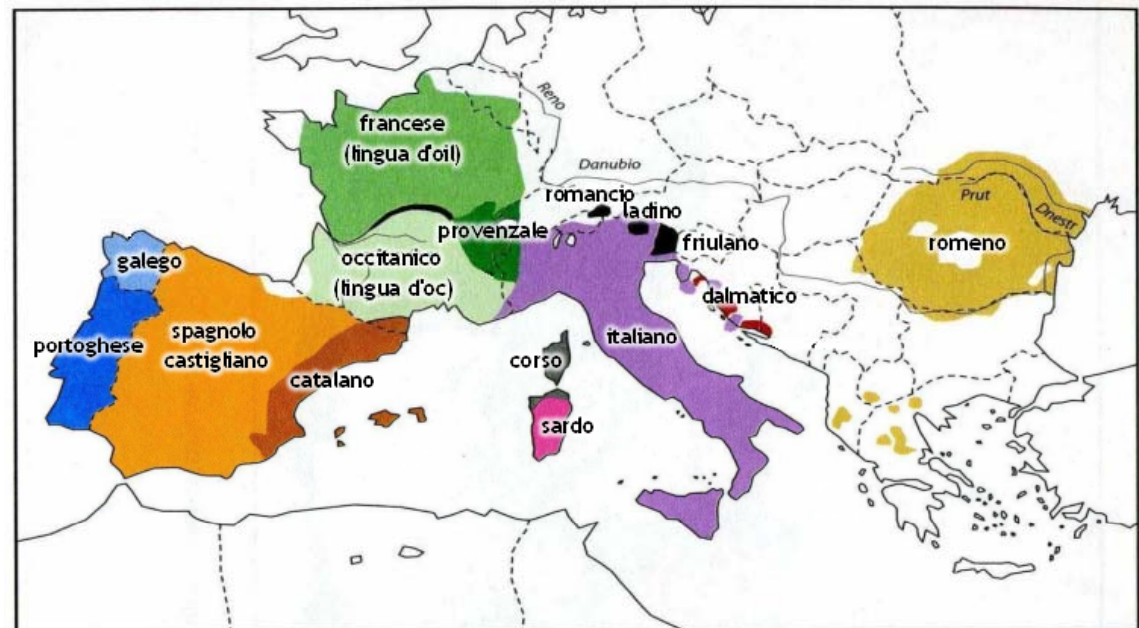 francese
(lingua d'oil)
Reno
Danubio
romancio
ladino
provenzale
friulano
Prut
Dnestr
romeno
galego
occitanico
(lingua d'oc)
dalmatico
spagnolo
castigliano
portoghese
italiano
corso
catalano
sardo